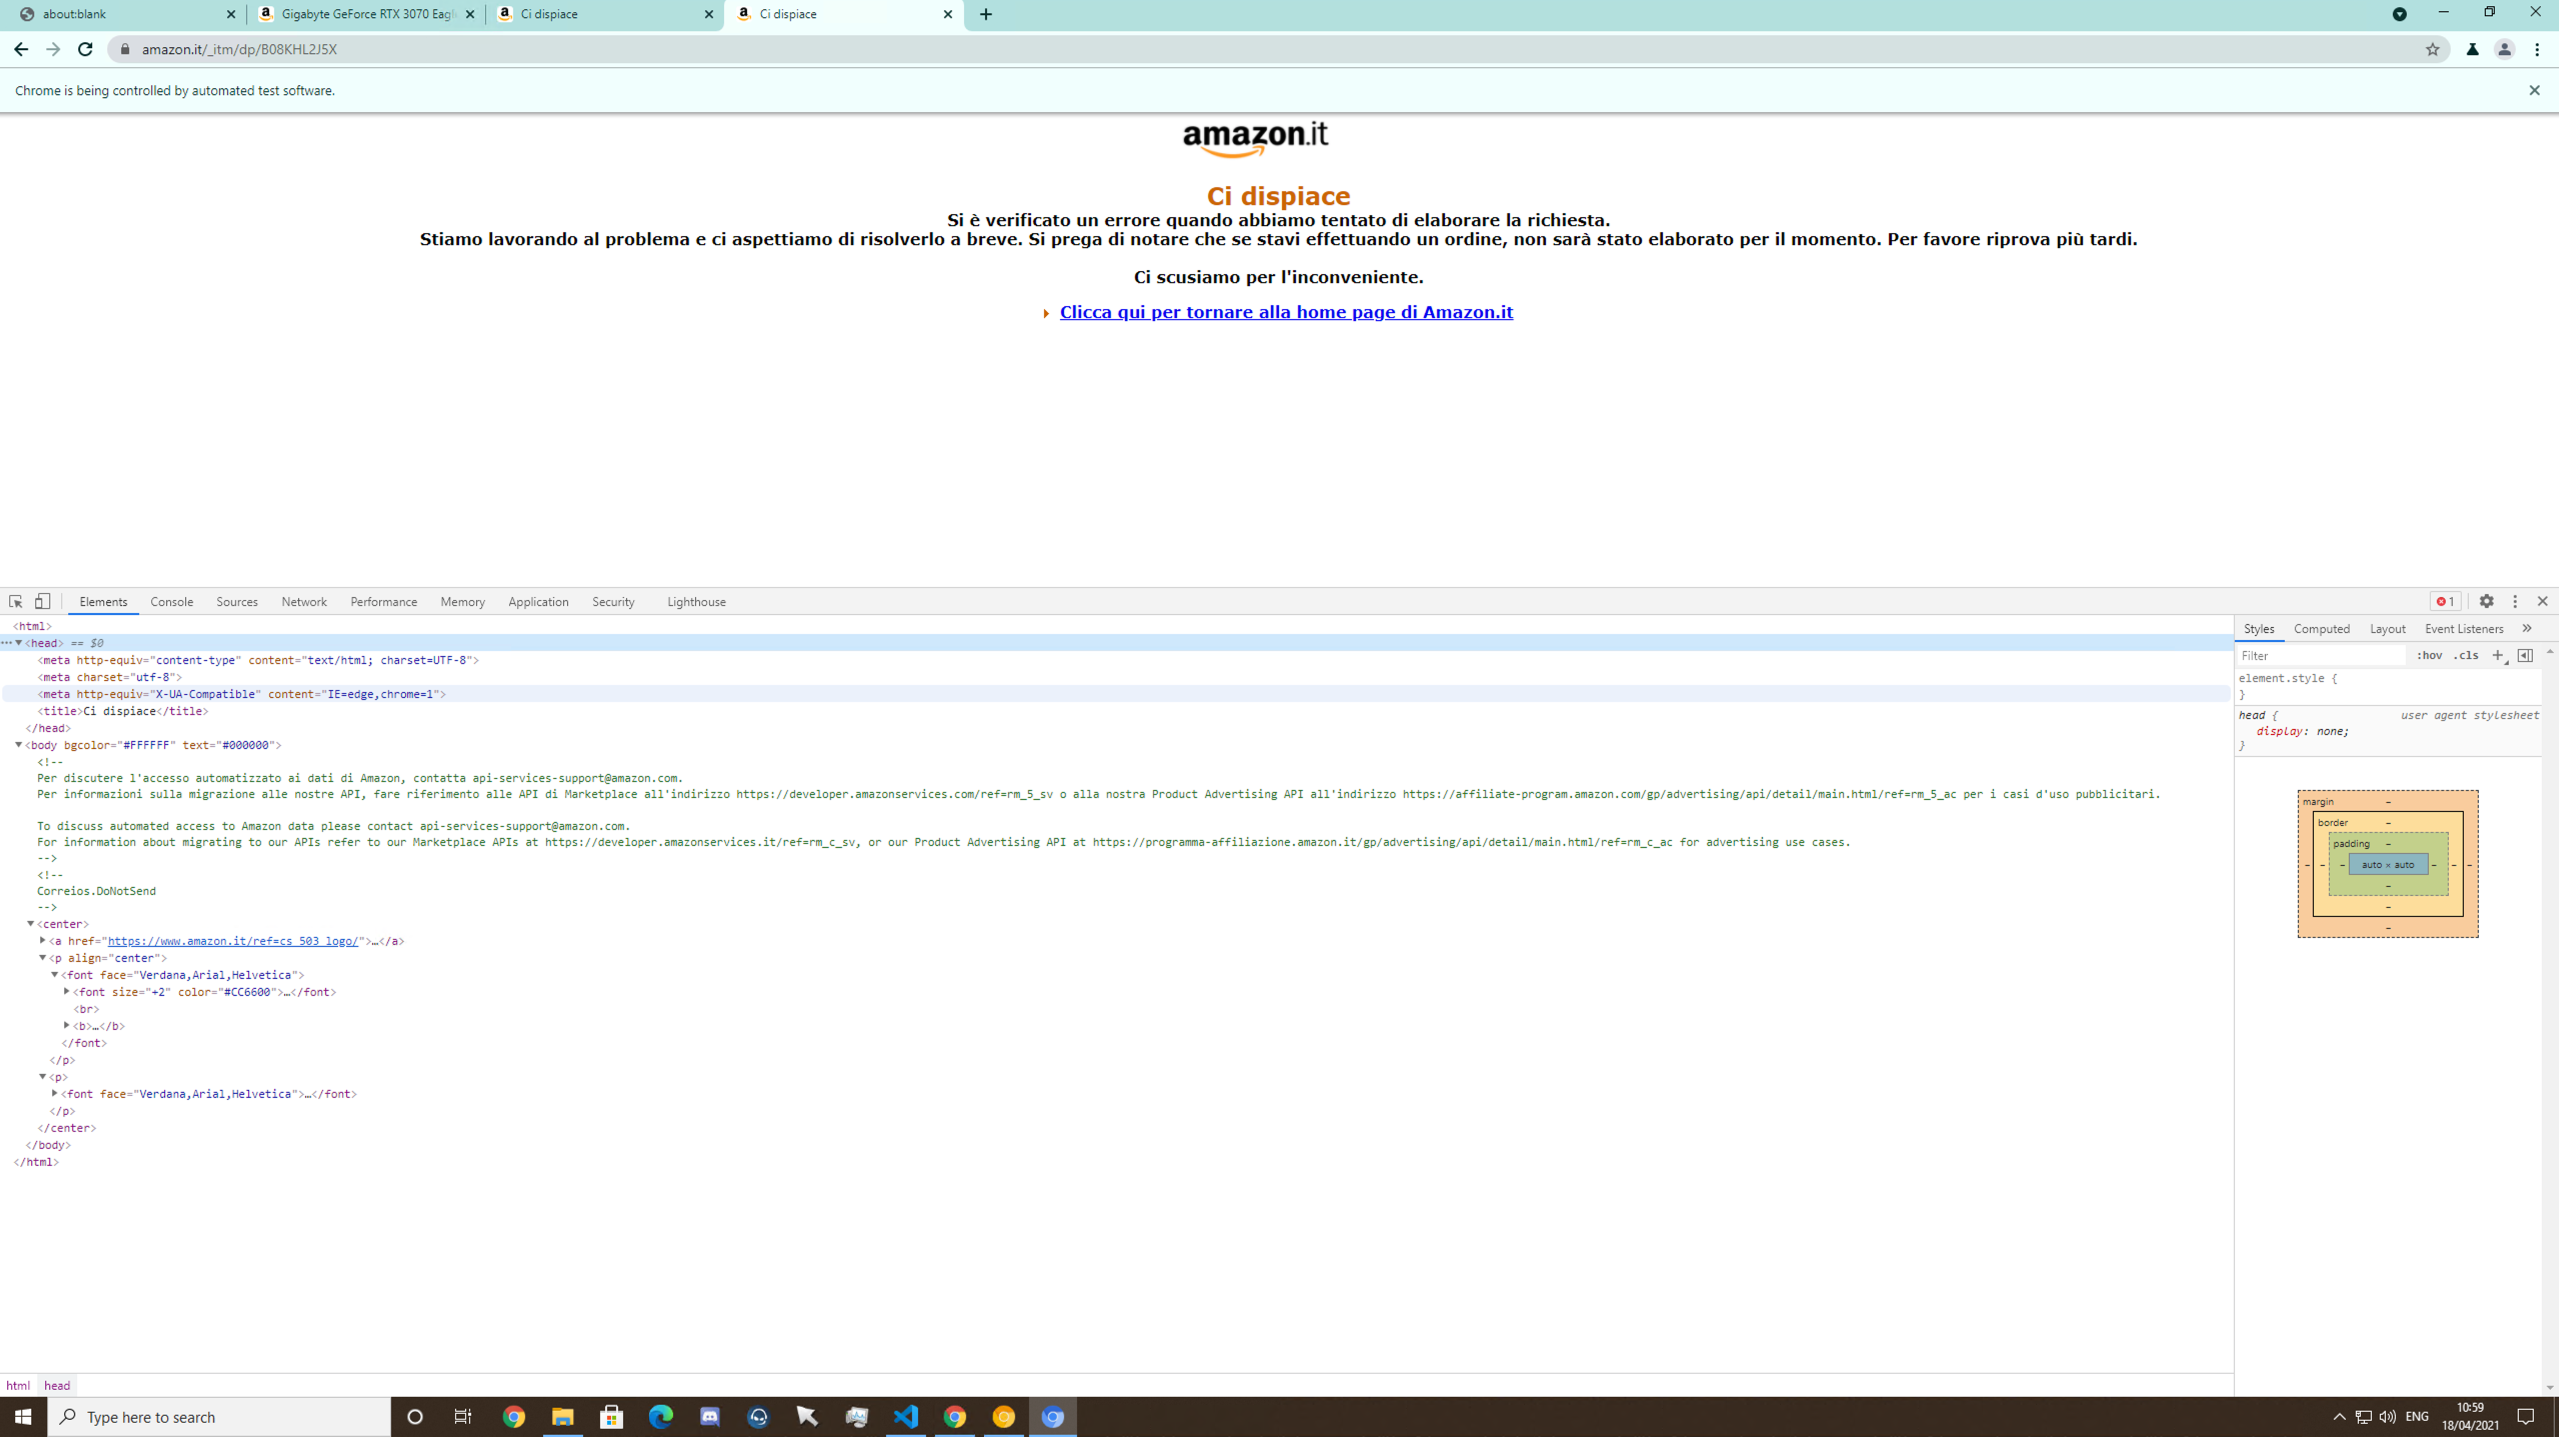 about:blank
Gigabyte GeForce RTX 3070 Eagl
Ci dispiace
Ci dispiace
amazon.it/_itm/dp/B08KHL2J5X
Chrome is being controlled by automated test software.
amazon.it
Ci dispiace
Si è verificato un errore quando abbiamo tentato di elaborare la richiesta.
Stiamo lavorando al problema e ci aspettiamo di risolverlo a breve. Si prega di notare che se stavi effettuando un ordine, non sarà stato elaborato per il momento. Per favore riprova più tardi.
Ci scusiamo per l'inconveniente.
Clicca qui per tornare alla home page di Amazon.it
Elements Console Sources Network Performance Memory Application Security Lighthouse 1
<html>
<head> == $0
<meta http-equiv="content-type" content="text/html; charset=UTF-8">
<meta charset="utf-8">
<meta http-equiv="X-UA-Compatible" content="IE=edge,chrome=1">
<title>Ci dispiace</title>
</head>
<body bgcolor="#FFFFFF" text="#000000">
<!--
Per discutere l'accesso automatizzato ai dati di Amazon, contatta api-services-support@amazon.com.
Per informazioni sulla migrazione alle nostre API, fare riferimento alle API di Marketplace all'indirizzo https://developer.amazonservices.com/ref=rm_5_sv o alla nostra Product Advertising API all'indirizzo https://affiliate-program.amazon.com/gp/advertising/api/detail/main.html/ref=rm_5_ac per i casi d'uso pubblicitari.
To discuss automated access to Amazon data please contact api-services-support@amazon.com.
For information about migrating to our APIs refer to our Marketplace APIs at https://developer.amazonservices.it/ref=rm_c_sv, or our Product Advertising API at https://programma-affiliazione.amazon.it/gp/advertising/api/detail/main.html/ref=rm_c_ac for advertising use cases.
-->
<!--
Correios.DoNotSend
-->
<center>
<a href="https://www.amazon.it/ref=cs_503_logo/">…</a>
<p align="center">
<font face="Verdana,Arial,Helvetica">
<font size="+2" color="#CC6600">…</font>
<br>
<b>…</b>
</font>
</p>
<p>
<font face="Verdana,Arial,Helvetica">…</font>
</p>
</center>
</body>
</html>
html head
Styles Computed Layout Event Listeners »
Filter :hov .cls +
element.style {
}
head { user agent stylesheet
display: none;
}
margin –
border –
padding –
– – – auto × auto – – –
–
–
–
Type here to search
ENG
10:59
18/04/2021